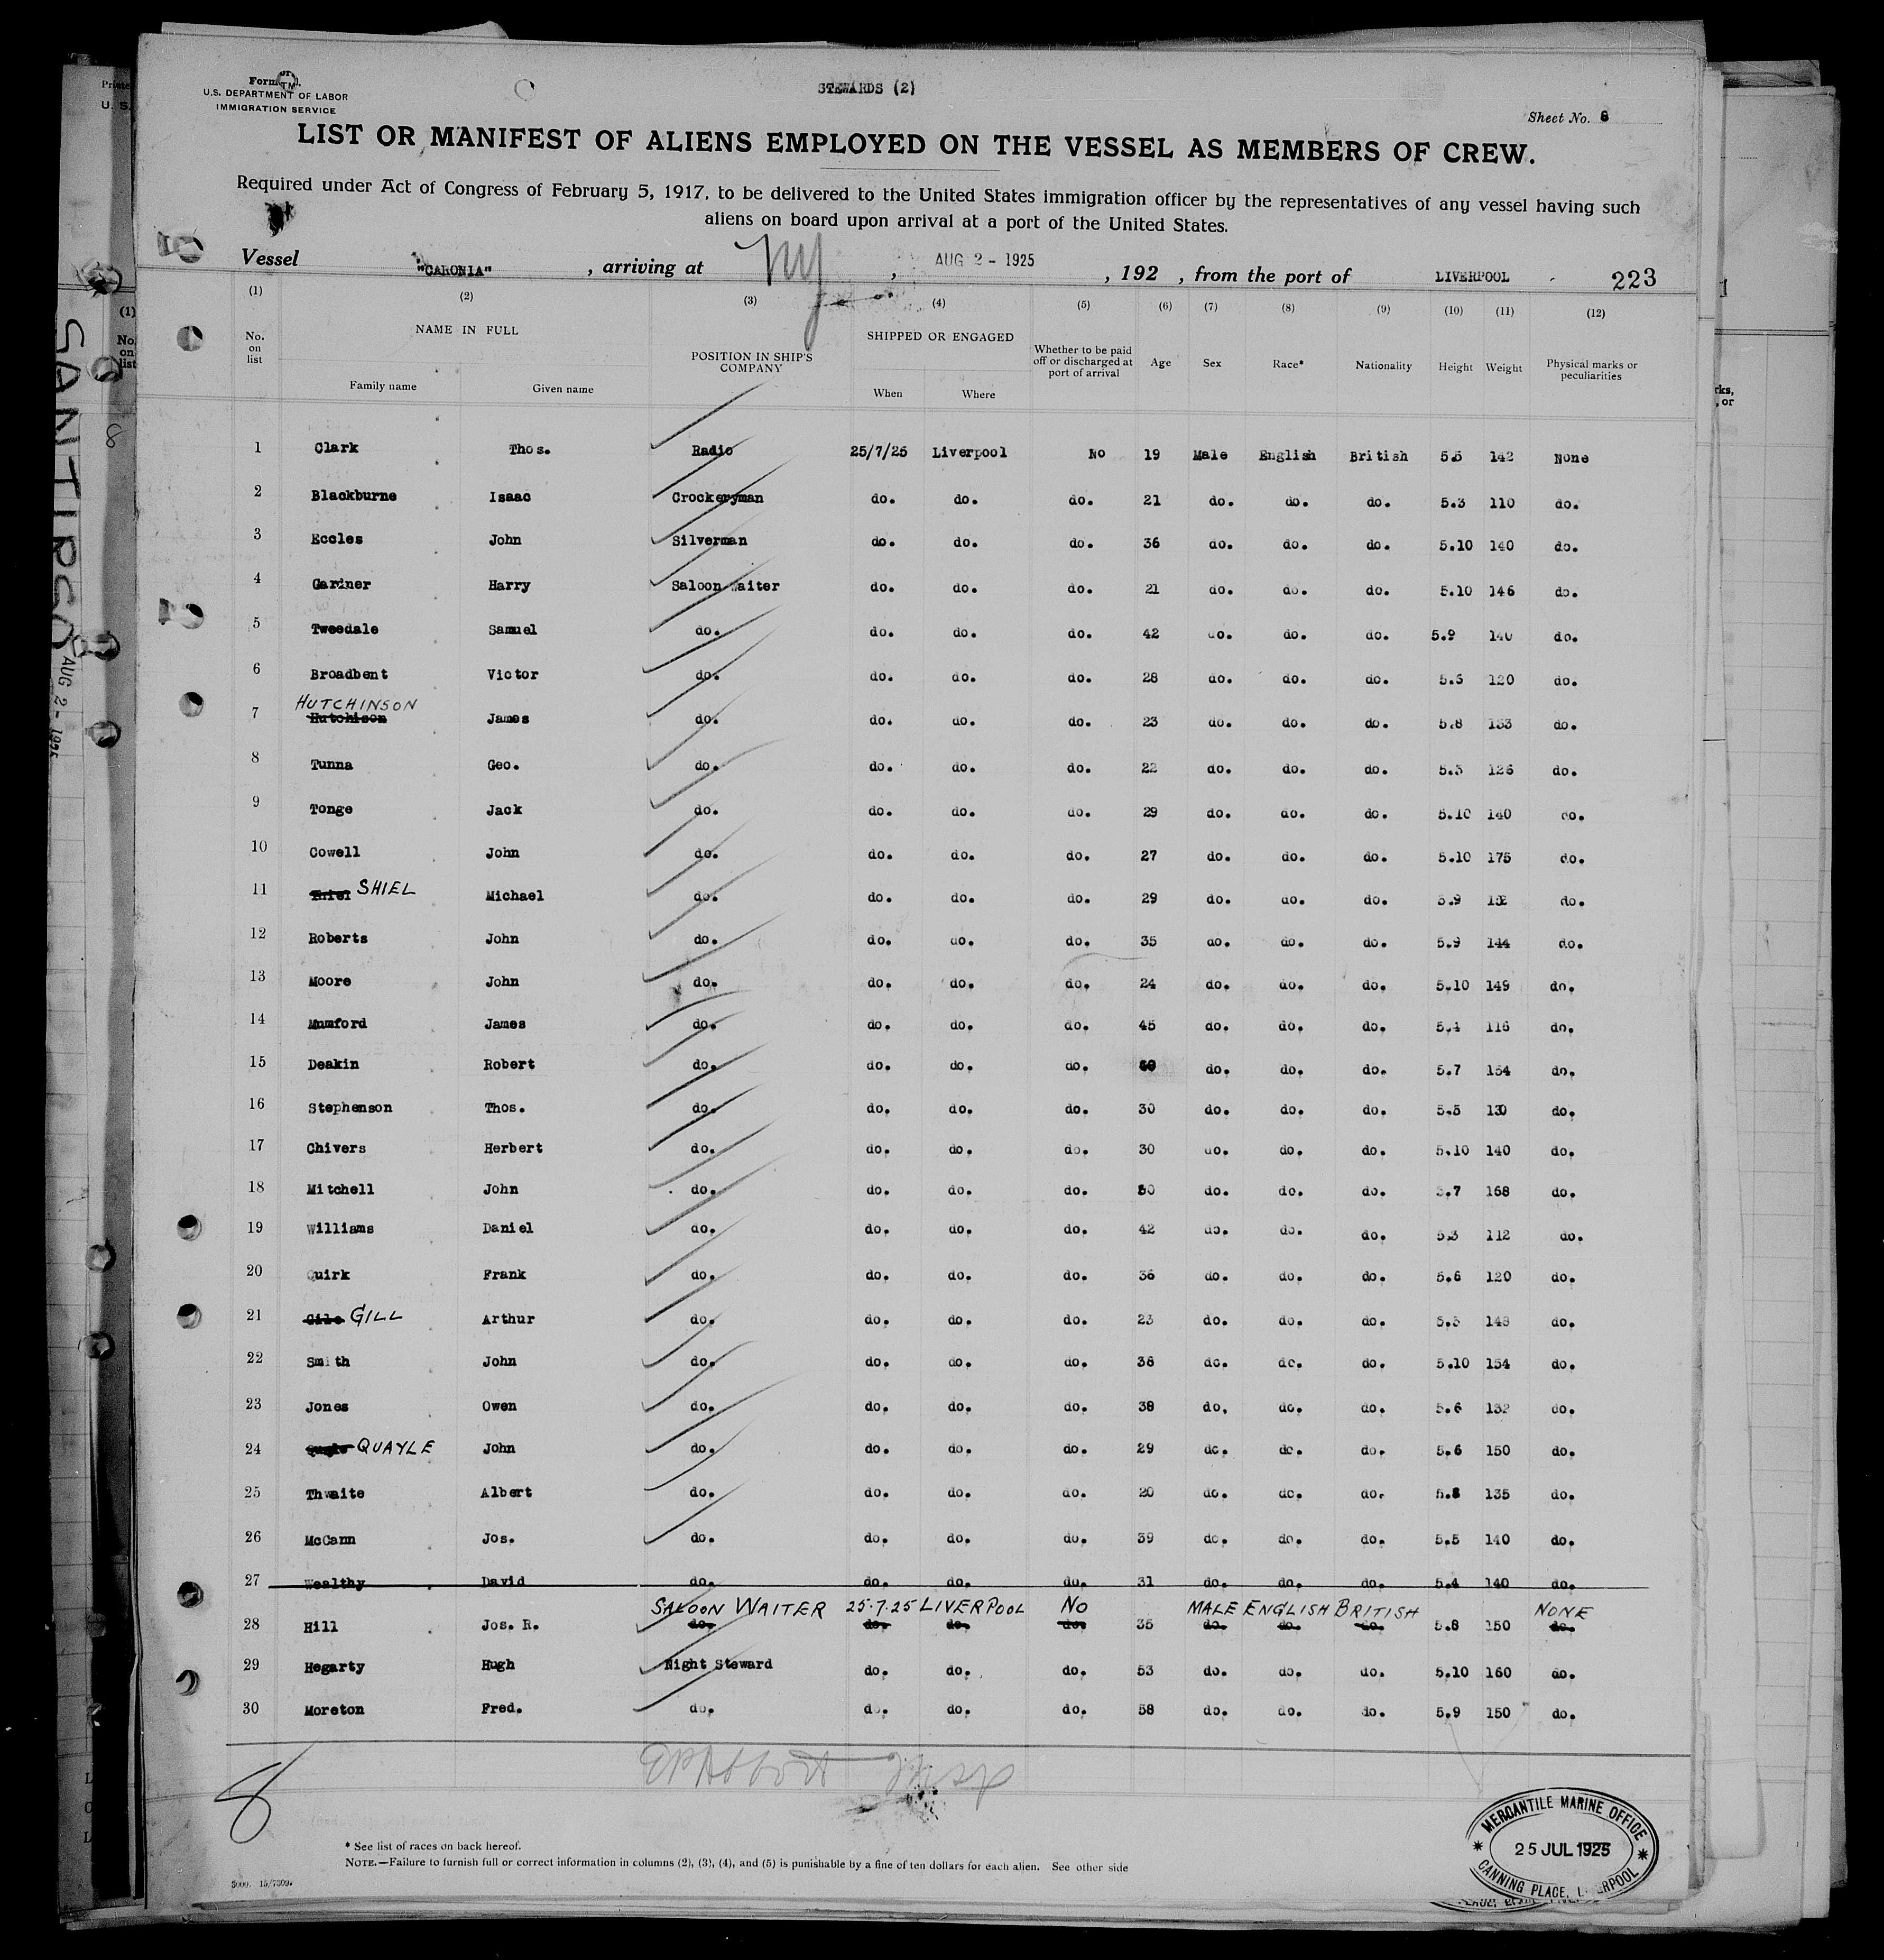 Form
TM
U.S. DEPARTMENT OF LABOR
IMMIGRATION SERVICE
STEWARDS (2)
Sheet No. 8
LIST OR MANIFEST OF ALIENS EMPLOYED ON THE VESSEL AS MEMBERS OF CREW.
Required under Act of Congress of February 5, 1917, to be delivered to the United States immigration officer by the representatives of any vessel having such
aliens on board upon arrival at a port of the United States.
Vessel "CARONIA" , arriving at NY , AUG 2 - 1925 , 192 , from the port of LIVERPOOL 223
(1) (2) (3) (4) (5) (6) (7) (8) (9) (10) (11) (12)
No. on list NAME IN FULL Family name Given name POSITION IN SHIP'S COMPANY SHIPPED OR ENGAGED When Where Whether to be paid off or discharged at port of arrival Age Sex Race* Nationality Height Weight Physical marks or peculiarities
1 Clark Thos. Radio 25/7/25 Liverpool No 19 Male English British 5.5 142 None
2 Blackburne Isaac Crockeryman do. do. do. 21 do. do. do. 5.3 110 do.
3 Eccles John Silverman do. do. do. 36 do. do. do. 5.10 140 do.
4 Gardner Harry Saloon Waiter do. do. do. 21 do. do. do. 5.10 146 do.
5 Tweedale Samuel do. do. do. do. 42 do. do. do. 5.9 140 do.
6 Broadbent Victor do. do. do. do. 28 do. do. do. 120 do.
HUTCHINSON
7 Hutchison James do. do. do. do. 23 do. do. do. 5.8 do.
8 Tunna Geo. do. do. do. do. 22 do. do. do. 126 do.
9 Tonge Jack do. do. do. do. 29 do. do. do. 5.10 140 do.
10 Cowell John do. do. do. do. 27 do. do. do. 5.10 175 do.
11 SHIEL Michael do. do. do. do. 29 do. do. do. 5.9 do.
12 Roberts John do. do. do. do. 35 do. do. do. 5.9 144 do.
13 Moore John do. do. do. do. 24 do. do. do. 5.10 149 do.
14 Mumford James do. do. do. do. 45 do. do. do. 5.4 116 do.
15 Deakin Robert do. do. do. do. do. do. do. 5.7 do.
16 Stephenson Thos. do. do. do. do. 30 do. do. do. 5.5 130 do.
17 Chivers Herbert do. do. do. do. 30 do. do. do. 5.10 140 do.
18 Mitchell John do. do. do. do. do. do. do. 168 do.
19 Williams Daniel do. do. do. do. 42 do. do. do. 5.3 112 do.
20 Quirk Frank do. do. do. do. 36 do. do. do. 5.6 120 do.
21 Gile GILL Arthur do. do. do. do. 23 do. do. do. 148 do.
22 Smith John do. do. do. do. 38 do. do. do. 5.10 154 do.
23 Jones Owen do. do. do. do. 38 do. do. do. 5.6 132 do.
24 QUAYLE John do. do. do. do. 29 do. do. do. 5.6 150 do.
25 Thwaite Albert do. do. do. do. 20 do. do. do. 5.8 135 do.
26 McCann Jos. do. do. do. do. 39 do. do. do. 5.5 140 do.
27 Wealthy David do. do. do. do. 31 do. do. do. 5.4 140 do.
SALOON WAITER 25.7.25 LIVERPOOL NO MALE ENGLISH BRITISH NONE
28 Hill Jos. R. do. do. do. do. 35 do. do. do. 5.8 150 do.
29 Hegarty Hugh Night Steward do. do. do. 53 do. do. do. 5.10 160 do.
30 Moreton Fred. do. do. do. do. 58 do. do. do. 5.9 150 do.
8
* See list of races on back hereof.
NOTE.—Failure to furnish full or correct information in columns (2), (3), (4), and (5) is punishable by a fine of ten dollars for each alien. See other side
MERCANTILE MARINE OFFICE
25 JUL 1925
CANNING PLACE, LIVERPOOL
SANTIRSO
AUG 2 - 1925
8